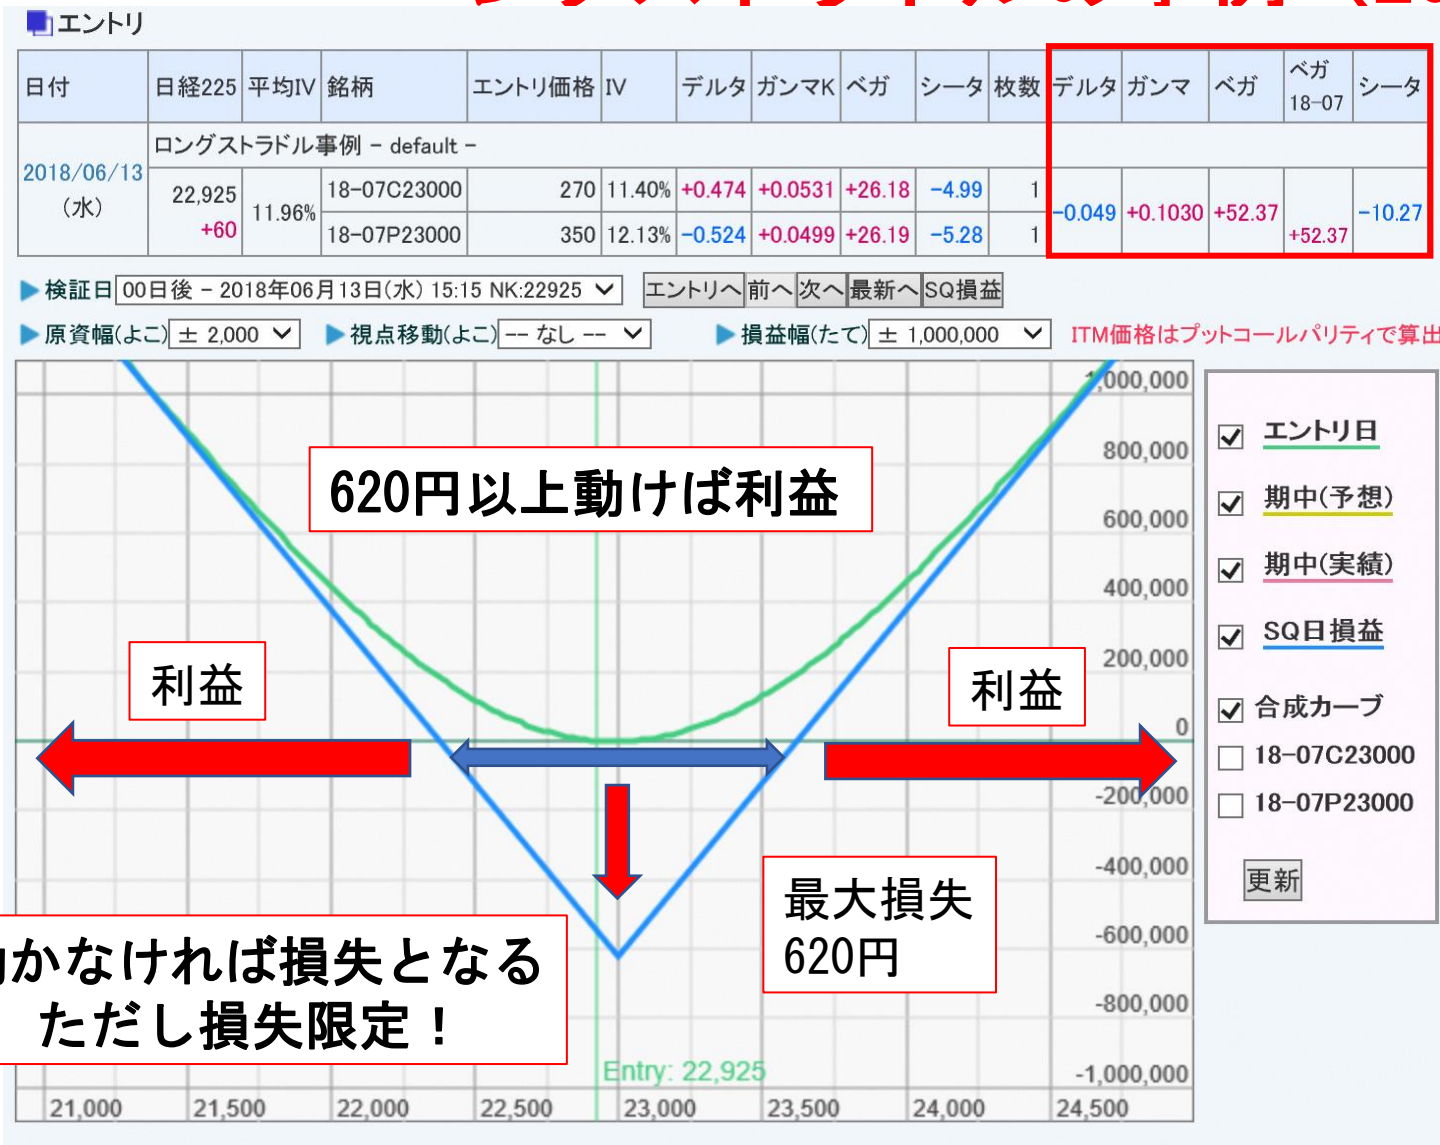 エントリ
日付 日経225 平均IV 銘柄 エントリ価格 IV デルタ ガンマK ベガ シータ 枚数 デルタ ガンマ ベガ ベガ 18-07 シータ
ロングストラドル事例 - default -
2018/06/13 (水) 22,925 +60 11.96% 18-07C23000 270 11.40% +0.474 +0.0531 +26.18 -4.99 1 -0.049 +0.1030 +52.37 +52.37 -10.27
18-07P23000 350 12.13% -0.524 +0.0499 +26.19 -5.28 1
検証日 00日後 - 2018年06月13日(水) 15:15 NK:22925 エントリへ 前へ 次へ 最新へ SQ損益
原資幅(よこ) ± 2,000 視点移動(よこ) -- なし -- 損益幅(たて) ± 1,000,000 ITM価格はプットコールパリティで算出
,000,000
800,000
600,000
400,000
200,000
0
-200,000
-400,000
-600,000
-800,000
-1,000,000
620円以上動けば利益
利益
利益
最大損失
620円
かなければ損失となる
ただし損失限定！
Entry: 22,925
21,000 21,500 22,000 22,500 23,000 23,500 24,000 24,500
エントリ日
期中(予想)
期中(実績)
SQ日損益
合成カーブ
18-07C23000
18-07P23000
更新